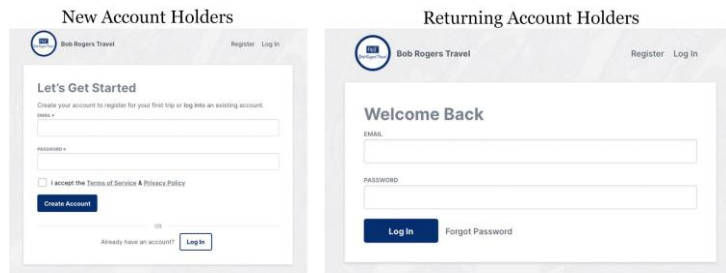 New Account Holders
Bob Rogers Travel
Register Log In
Let's Get Started
Create your account to register for your first trip or log into an existing account.
EMAIL *
PASSWORD *
I accept the Terms of Service & Privacy Policy
Create Account
OR
Already have an account? Log In
Returning Account Holders
Bob Rogers Travel
Register Log In
Welcome Back
EMAIL
PASSWORD
Log In Forgot Password